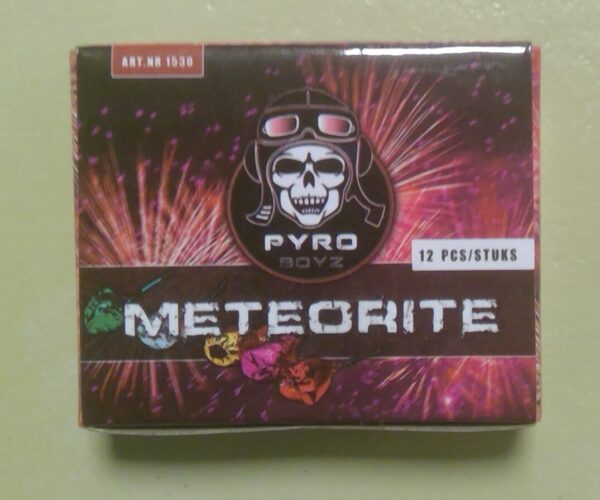 ART.NR 1530
PYRO
BOYZ
12 PCS/STUKS
METEORITE